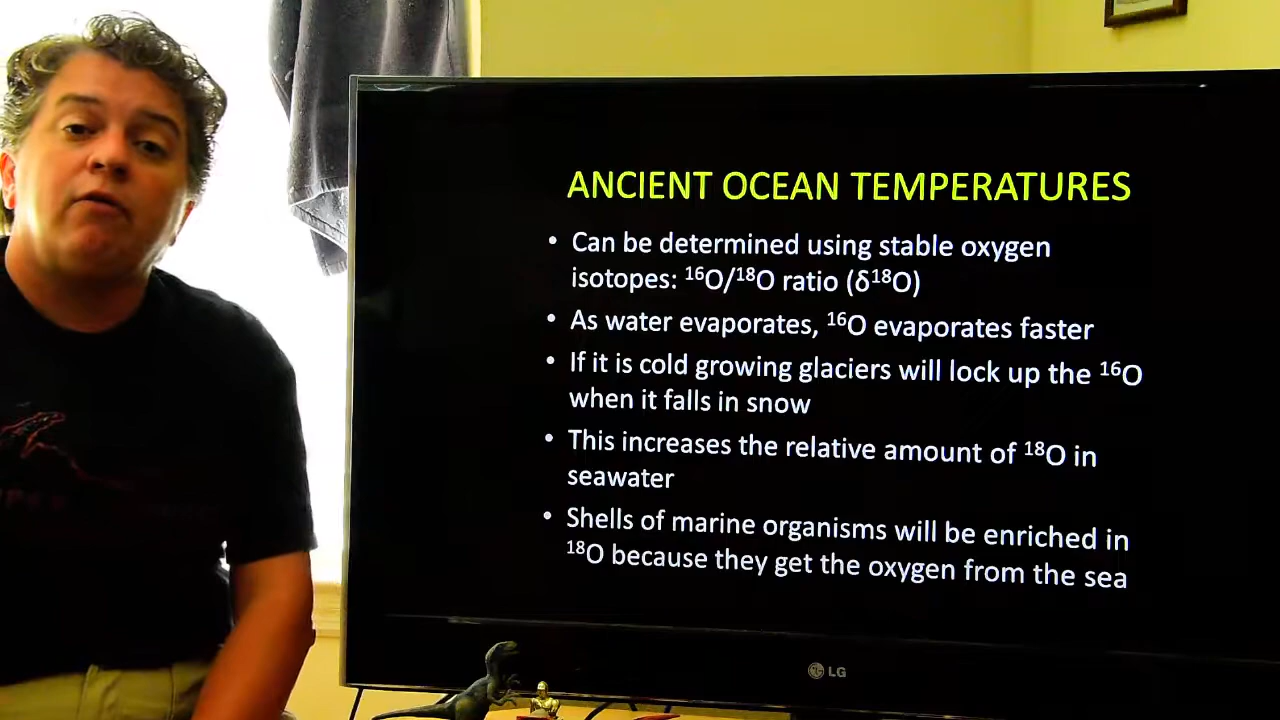 ANCIENT OCEAN TEMPERATURES
• Can be determined using stable oxygen
isotopes: ¹⁶O/¹⁸O ratio (δ¹⁸O)
• As water evaporates, ¹⁶O evaporates faster
• If it is cold growing glaciers will lock up the ¹⁶O
when it falls in snow
• This increases the relative amount of ¹⁸O in
seawater
• Shells of marine organisms will be enriched in
¹⁸O because they get the oxygen from the sea
LG